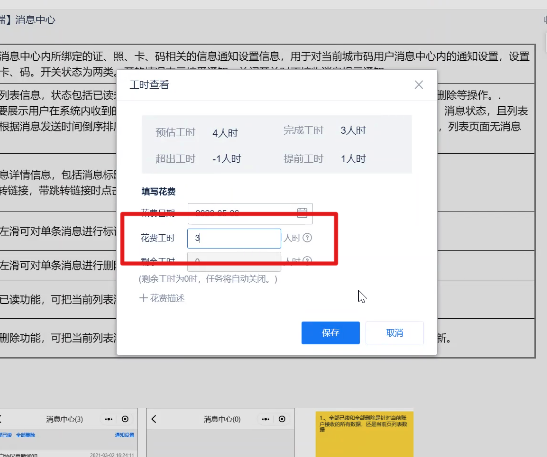 消息中心
消息中心内所绑定的证、照、卡、码相关的信息通知设置信息，用于对当前城市码用户消息中心内的通知设置，设置
卡、码。开关状态为两类。
列表信息，状态包括已读
删除等操作。.
要展示用户在系统内收到的
消息状态，且列表
根据消息发送时间倒序排
，列表页面无消息
息详情信息，包括消息标
转链接，带跳转链接时点
左滑可对单条消息进行标
左滑可对单条消息进行删
已读功能，可把当前列表
删除功能，可把当前列表
新。
工时查看
预估工时 4人时 完成工时 3人时
超出工时 -1人时 提前工时 1人时
填写花费
花费日期
花费工时 3 人时
剩余工时 0 人时
(剩余工时为0时，任务将自动关闭。)
十 花费描述
保存 取消
消息中心(3)
全部删除 通知设置
消息中心(0)